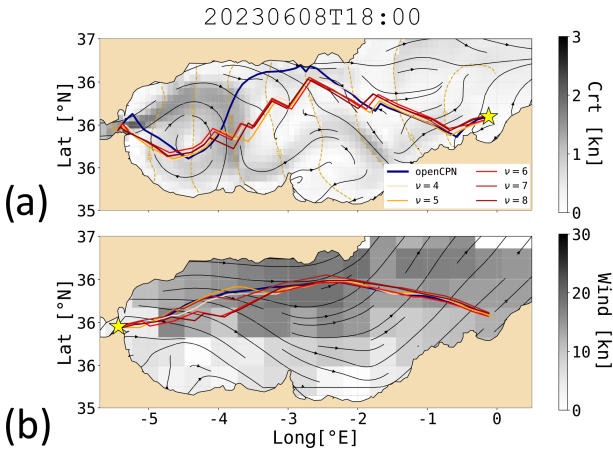 20230608T18:00
(a)
37
36
36
36
35
Lat [°N]
openCPN
ν = 4
ν = 5
ν = 6
ν = 7
ν = 8
3
2
1
0
Crt [kn]
(b)
37
36
36
36
35
Lat [°N]
-5
-4
-3
-2
-1
0
Long[°E]
30
20
10
0
Wind [kn]